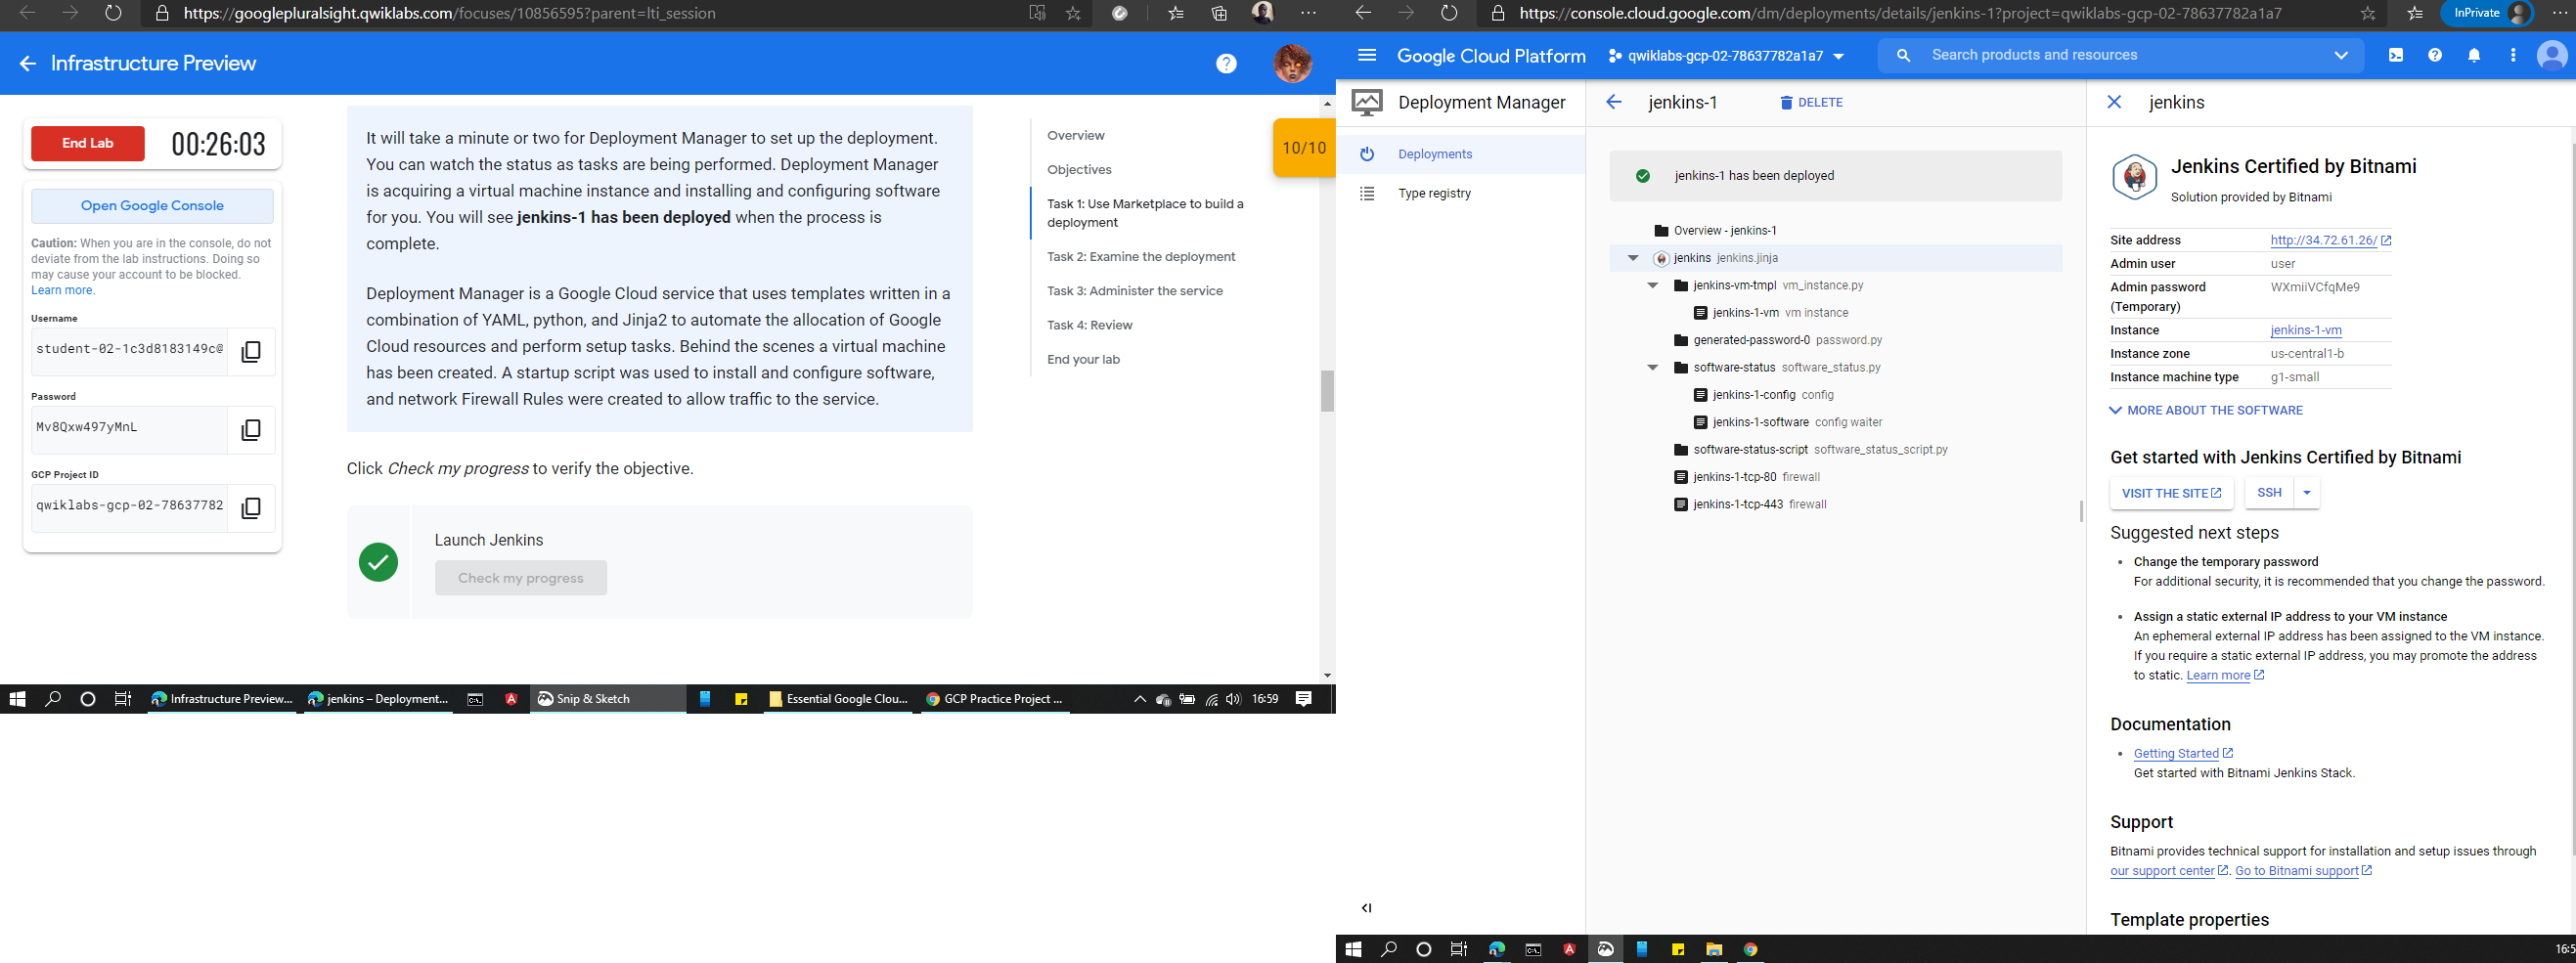 https://googlepluralsight.qwiklabs.com/focuses/10856595?parent=lti_session
Infrastructure Preview
End Lab
00:26:03
Open Google Console
Caution: When you are in the console, do not
deviate from the lab instructions. Doing so
may cause your account to be blocked.
Learn more.
Username
student-02-1c3d8183149c@
Password
Mv8Qxw497yMnL
GCP Project ID
qwiklabs-gcp-02-78637782
It will take a minute or two for Deployment Manager to set up the deployment.
You can watch the status as tasks are being performed. Deployment Manager
is acquiring a virtual machine instance and installing and configuring software
for you. You will see jenkins-1 has been deployed when the process is
complete.
Deployment Manager is a Google Cloud service that uses templates written in a
combination of YAML, python, and Jinja2 to automate the allocation of Google
Cloud resources and perform setup tasks. Behind the scenes a virtual machine
has been created. A startup script was used to install and configure software,
and network Firewall Rules were created to allow traffic to the service.
Click Check my progress to verify the objective.
Launch Jenkins
Check my progress
Overview
Objectives
Task 1: Use Marketplace to build a
deployment
Task 2: Examine the deployment
Task 3: Administer the service
Task 4: Review
End your lab
10/10
Infrastructure Preview...
jenkins – Deployment...
Snip & Sketch
Essential Google Clou...
GCP Practice Project ...
16:59
https://console.cloud.google.com/dm/deployments/details/jenkins-1?project=qwiklabs-gcp-02-78637782a1a7
InPrivate
Google Cloud Platform
qwiklabs-gcp-02-78637782a1a7
Search products and resources
Deployment Manager
Deployments
Type registry
jenkins-1
DELETE
jenkins-1 has been deployed
Overview - jenkins-1
jenkins jenkins.jinja
jenkins-vm-tmpl vm_instance.py
jenkins-1-vm vm instance
generated-password-0 password.py
software-status software_status.py
jenkins-1-config config
jenkins-1-software config waiter
software-status-script software_status_script.py
jenkins-1-tcp-80 firewall
jenkins-1-tcp-443 firewall
jenkins
Jenkins Certified by Bitnami
Solution provided by Bitnami
Site address http://34.72.61.26/
Admin user user
Admin password WXmiiVCfqMe9
(Temporary)
Instance jenkins-1-vm
Instance zone us-central1-b
Instance machine type g1-small
MORE ABOUT THE SOFTWARE
Get started with Jenkins Certified by Bitnami
VISIT THE SITE
SSH
Suggested next steps
• Change the temporary password
For additional security, it is recommended that you change the password.
• Assign a static external IP address to your VM instance
An ephemeral external IP address has been assigned to the VM instance.
If you require a static external IP address, you may promote the address
to static. Learn more
Documentation
• Getting Started
Get started with Bitnami Jenkins Stack.
Support
Bitnami provides technical support for installation and setup issues through
our support center. Go to Bitnami support
Template properties
16:5